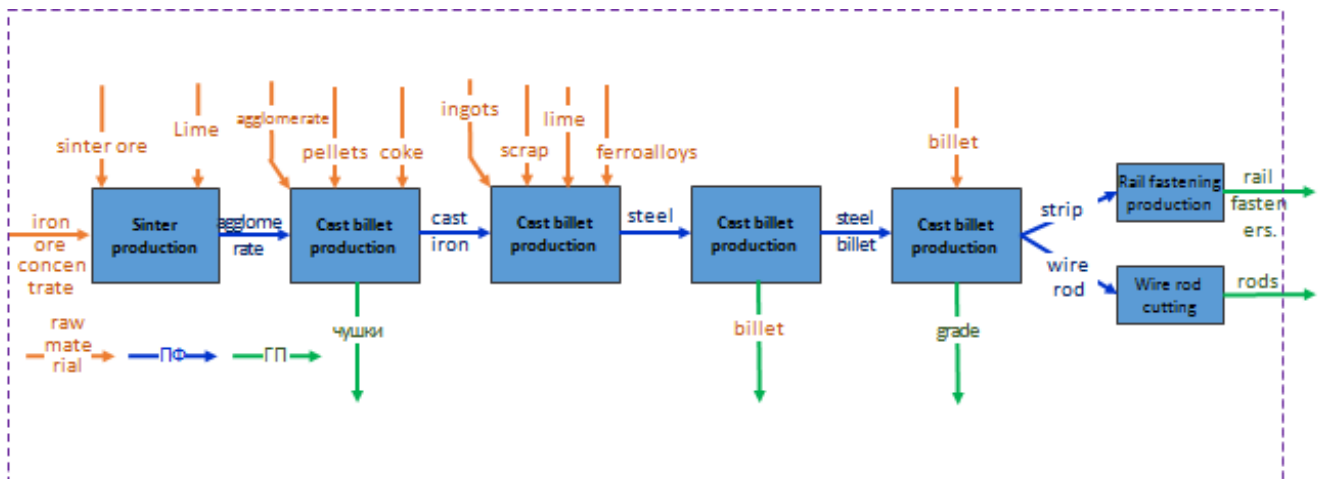 sinter ore
Lime
agglomerate
pellets
coke
ingots
scrap
lime
ferroalloys
billet
iron
ore
concen
trate
Sinter
production
agglome
rate
Cast billet
production
cast
iron
Cast billet
production
steel
Cast billet
production
steel
billet
Cast billet
production
strip
wire
rod
Rail fastening
production
rail
fasten
ers.
Wire rod
cutting
rods
raw
mate
rial
ПФ
ГП
чушки
billet
grade